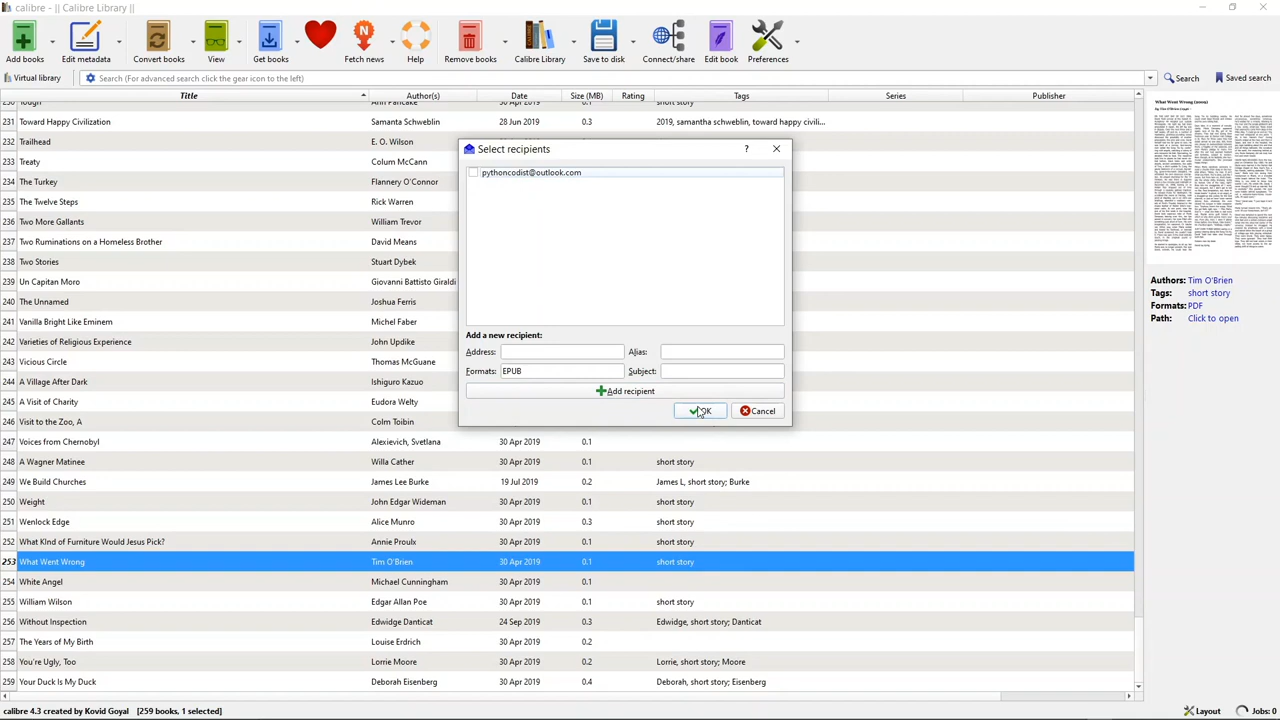 calibre - || Calibre Library ||
Add books Edit metadata Convert books View Get books Fetch news Help Remove books Calibre Library Save to disk Connect/share Edit book Preferences
Virtual library Search (For advanced search click the gear icon to the left) Search Saved search
Title Author(s) Date Size (MB) Rating Tags Series Publisher
230 Tough Ann Pancake 30 Apr 2019 0.1 short story
231 Toward Happy Civilization Samanta Schweblin 23 Jun 2019 0.3 2019, samantha schweblin, toward happy civili...
232 Trailhead E. O. Wilson
233 Treaty Colum McCann
234 The Turkey Flannery O'Connor
235 The Twelve Steps Rick Warren
236 Two More Gallants William Trevor
237 Two Ruminations on a Homeless Brother David Means
238 Two Stories Stuart Dybek
239 Un Capitan Moro Giovanni Battisto Giraldi
240 The Unnamed Joshua Ferris
241 Vanilla Bright Like Eminem Michel Faber
242 Varieties of Religious Experience John Updike
243 Vicious Circle Thomas McGuane
244 A Village After Dark Ishiguro Kazuo
245 A Visit of Charity Eudora Welty
246 Visit to the Zoo, A Colm Toibin
247 Voices from Chernobyl Alexievich, Svetlana 30 Apr 2019 0.1
248 A Wagner Matinee Willa Cather 30 Apr 2019 0.1 short story
249 We Build Churches James Lee Burke 19 Jul 2019 0.2 James L, short story; Burke
250 Weight John Edgar Wideman 30 Apr 2019 0.1 short story
251 Wenlock Edge Alice Munro 30 Apr 2019 0.3 short story
252 What KInd of Furniture Would Jesus Pick? Annie Proulx 30 Apr 2019 0.1 short story
253 What Went Wrong Tim O'Brien 30 Apr 2019 0.1 short story
254 White Angel Michael Cunningham 30 Apr 2019 0.1
255 William Wilson Edgar Allan Poe 30 Apr 2019 0.1 short story
256 Without Inspection Edwidge Danticat 24 Sep 2019 0.3 Edwidge, short story; Danticat
257 The Years of My Birth Louise Erdrich 30 Apr 2019 0.2
258 You're Ugly, Too Lorrie Moore 30 Apr 2019 0.2 Lorrie, short story; Moore
259 Your Duck Is My Duck Deborah Eisenberg 30 Apr 2019 0.4 Deborah, short story; Eisenberg
Add a new recipient:
Address: Alias:
Formats: EPUB Subject:
Add recipient
OK Cancel
What Went Wrong (2005)
Authors: Tim O'Brien
Tags: short story
Formats: PDF
Path: Click to open
calibre 4.3 created by Kovid Goyal [259 books, 1 selected] Layout Jobs: 0